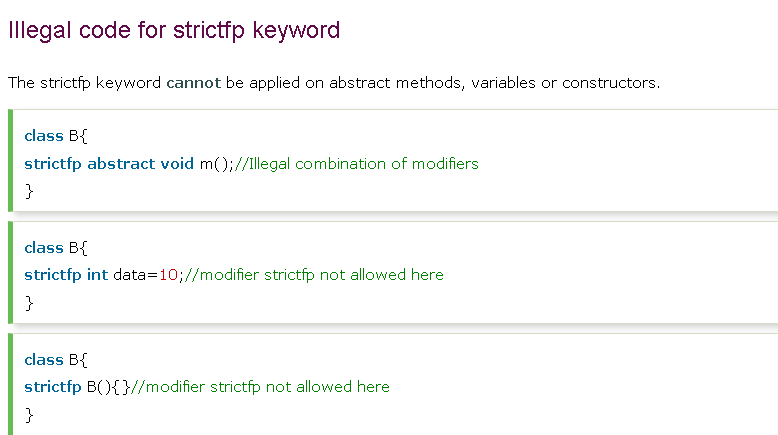 Illegal code for strictfp keyword
The strictfp keyword cannot be applied on abstract methods, variables or constructors.
class B{
strictfp abstract void m();//Illegal combination of modifiers
}
class B{
strictfp int data=10;//modifier strictfp not allowed here
}
class B{
strictfp B(){}//modifier strictfp not allowed here
}